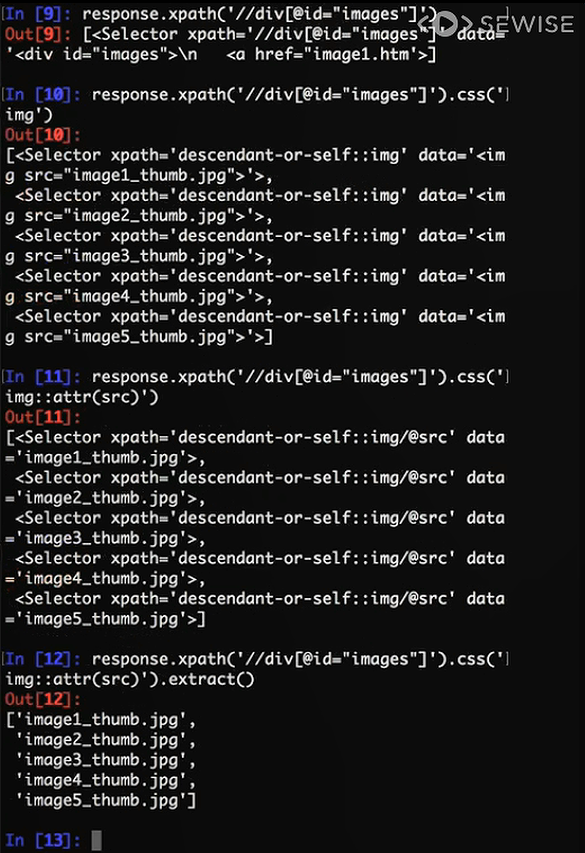 In [9]: response.xpath('//div[@id="images"]')
SEWISE
Out[9]: [<Selector xpath='//div[@id="images"]' data=
'<div id="images">\n   <a href="image1.htm'>]
In [10]: response.xpath('//div[@id="images"]').css('
img')
Out[10]:
[<Selector xpath='descendant-or-self::img' data='<im
g src="image1_thumb.jpg">'>,
 <Selector xpath='descendant-or-self::img' data='<im
g src="image2_thumb.jpg">'>,
 <Selector xpath='descendant-or-self::img' data='<im
g src="image3_thumb.jpg">'>,
 <Selector xpath='descendant-or-self::img' data='<im
g src="image4_thumb.jpg">'>,
 <Selector xpath='descendant-or-self::img' data='<im
g src="image5_thumb.jpg">'>]
In [11]: response.xpath('//div[@id="images"]').css('
img::attr(src)')
Out[11]:
[<Selector xpath='descendant-or-self::img/@src' data
='image1_thumb.jpg'>,
 <Selector xpath='descendant-or-self::img/@src' data
='image2_thumb.jpg'>,
 <Selector xpath='descendant-or-self::img/@src' data
='image3_thumb.jpg'>,
 <Selector xpath='descendant-or-self::img/@src' data
='image4_thumb.jpg'>,
 <Selector xpath='descendant-or-self::img/@src' data
='image5_thumb.jpg'>]
In [12]: response.xpath('//div[@id="images"]').css('
img::attr(src)').extract()
Out[12]:
['image1_thumb.jpg',
 'image2_thumb.jpg',
 'image3_thumb.jpg',
 'image4_thumb.jpg',
 'image5_thumb.jpg']
In [13]: